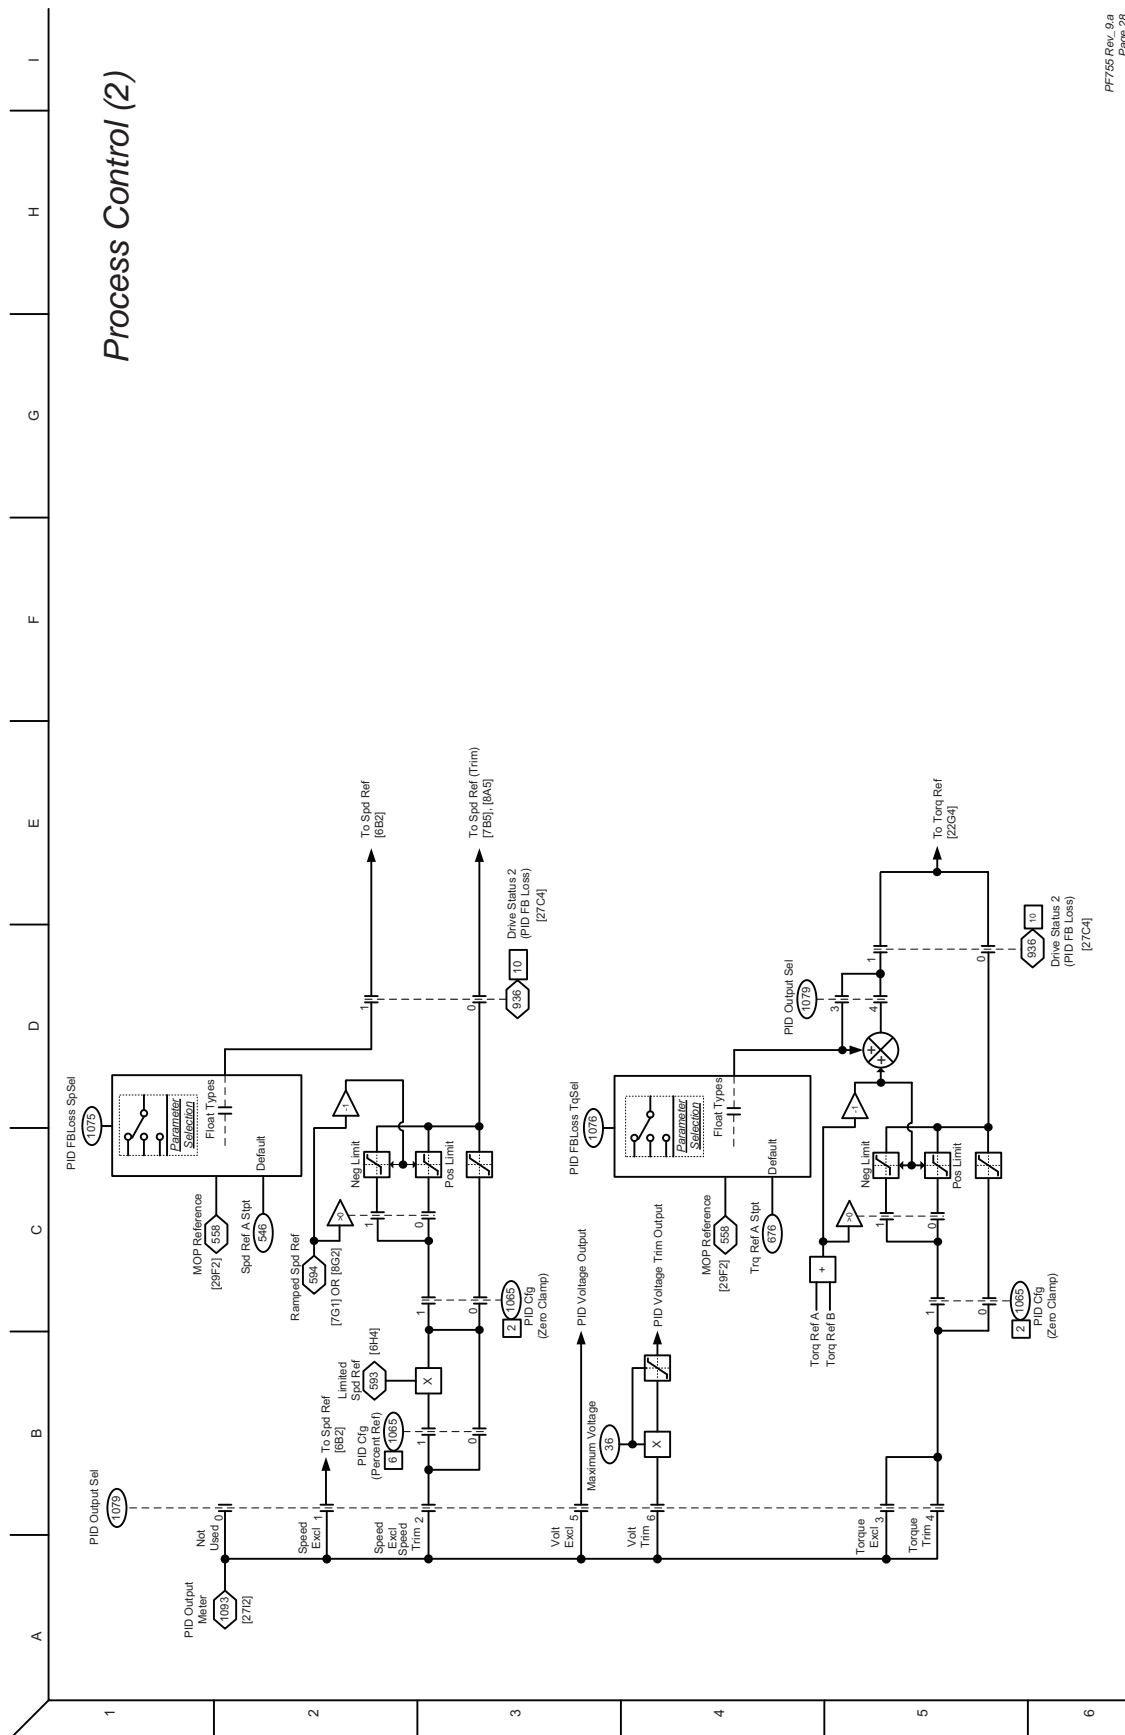 Process Control (2)
A
B
C
D
E
F
G
H
I
1
2
3
4
5
6
PID Output
Meter
1093
[27I2]
PID Output Sel
1079
Not
Used
0
Speed
Excl
1
To Spd Ref
[6B2]
Speed
Excl
Speed
Trim
2
PID Cfg
(Percent Ref)
6
1065
1
0
Limited
Spd Ref
593
[6H4]
X
1
0
2
1065
PID Cfg
(Zero Clamp)
Ramped Spd Ref
594
[7G1] OR [8G2]
>0
-1
1
0
Neg Limit
Pos Limit
PID FBLoss SpSel
1075
Parameter
Selection
Float Types
Default
MOP Reference
558
[29F2]
Spd Ref A Stpt
546
1
0
936
10
Drive Status 2
(PID FB Loss)
[27C4]
To Spd Ref
[6B2]
To Spd Ref (Trim)
[7B5], [8A5]
Volt
Excl
5
PID Voltage Output
Volt
Trim
6
Maximum Voltage
36
X
PID Voltage Trim Output
PID FBLoss TqSel
1076
Parameter
Selection
Float Types
Default
MOP Reference
558
[29F2]
Trq Ref A Stpt
676
Torque
Excl
3
Torque
Trim
4
Torq Ref A
Torq Ref B
+
>0
-1
1
0
Neg Limit
Pos Limit
1
0
2
1065
PID Cfg
(Zero Clamp)
+
+
PID Output Sel
1079
3
4
1
0
936
10
Drive Status 2
(PID FB Loss)
[27C4]
To Torq Ref
[22G4]
PF755 Rev_9.a
Page 28